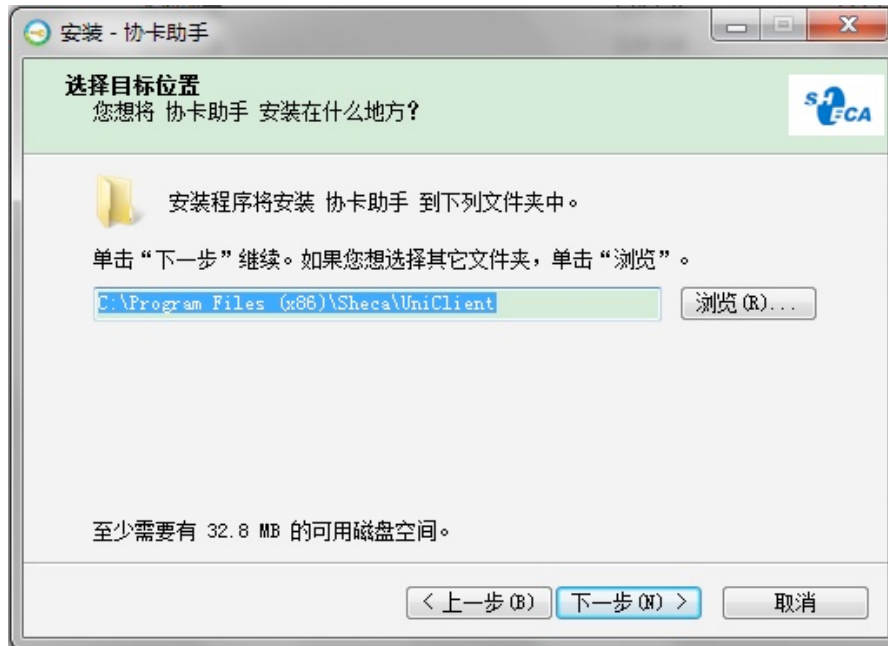 安装 - 协卡助手
选择目标位置
您想将 协卡助手 安装在什么地方?
SHECA
安装程序将安装 协卡助手 到下列文件夹中。
单击“下一步”继续。如果您想选择其它文件夹，单击“浏览”。
C:\Program Files (x86)\Sheca\UniClient
浏览(R)...
至少需要有 32.8 MB 的可用磁盘空间。
< 上一步(B) 下一步(N) > 取消